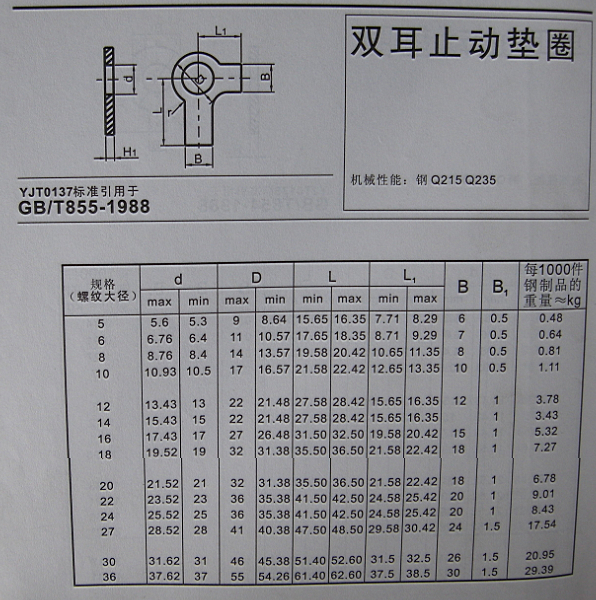 双耳止动垫圈
L1
d
B
L
r
H1
B
机械性能：钢 Q215 Q235
YJT0137标准引用于
GB/T855-1988
规格（螺纹大径） d D L L1 B B1 每1000件钢制品的重量≈kg
max min max min min max min max
5 5.6 5.3 9 8.64 15.65 16.35 7.71 8.29 6 0.5 0.48
6 6.76 6.4 11 10.57 17.65 18.35 8.71 9.29 7 0.5 0.64
8 8.76 8.4 14 13.57 19.58 20.42 10.65 11.35 8 0.5 0.81
10 10.93 10.5 17 16.57 21.58 22.42 12.65 13.35 10 0.5 1.11
12 13.43 13 22 21.48 27.58 28.42 15.65 16.35 12 1 3.78
14 15.43 15 22 21.48 27.58 28.42 15.65 16.35 1 3.43
16 17.43 17 27 26.48 31.50 32.50 19.58 20.42 15 1 5.32
18 19.52 19 32 31.38 35.50 36.50 21.58 22.42 18 1 7.27
20 21.52 21 32 31.38 35.50 36.50 21.58 22.42 18 1 6.78
22 23.52 23 36 35.38 41.50 42.50 24.58 25.42 20 1 9.01
24 25.52 25 36 35.38 41.50 42.50 24.58 25.42 20 1 8.43
27 28.52 28 41 40.38 47.50 48.50 29.58 30.42 24 1.5 17.54
30 31.62 31 46 45.38 51.40 52.60 31.5 32.5 26 1.5 20.95
36 37.62 37 55 54.26 61.40 62.60 37.5 38.5 30 1.5 29.39